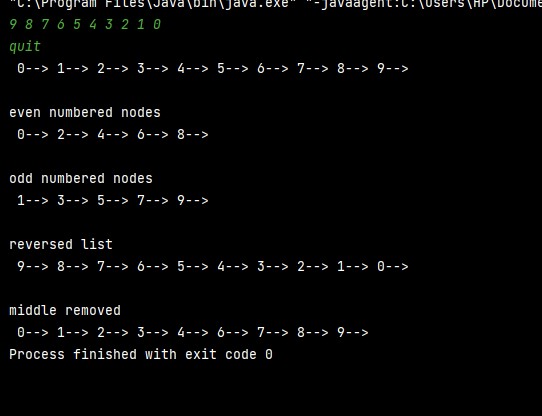 "C:\Program Files\Java\bin\java.exe" "-javaagent:C:\Users\HP\Docume
9 8 7 6 5 4 3 2 1 0
quit
0--> 1--> 2--> 3--> 4--> 5--> 6--> 7--> 8--> 9-->
even numbered nodes
0--> 2--> 4--> 6--> 8-->
odd numbered nodes
1--> 3--> 5--> 7--> 9-->
reversed list
9--> 8--> 7--> 6--> 5--> 4--> 3--> 2--> 1--> 0-->
middle removed
0--> 1--> 2--> 3--> 4--> 6--> 7--> 8--> 9-->
Process finished with exit code 0